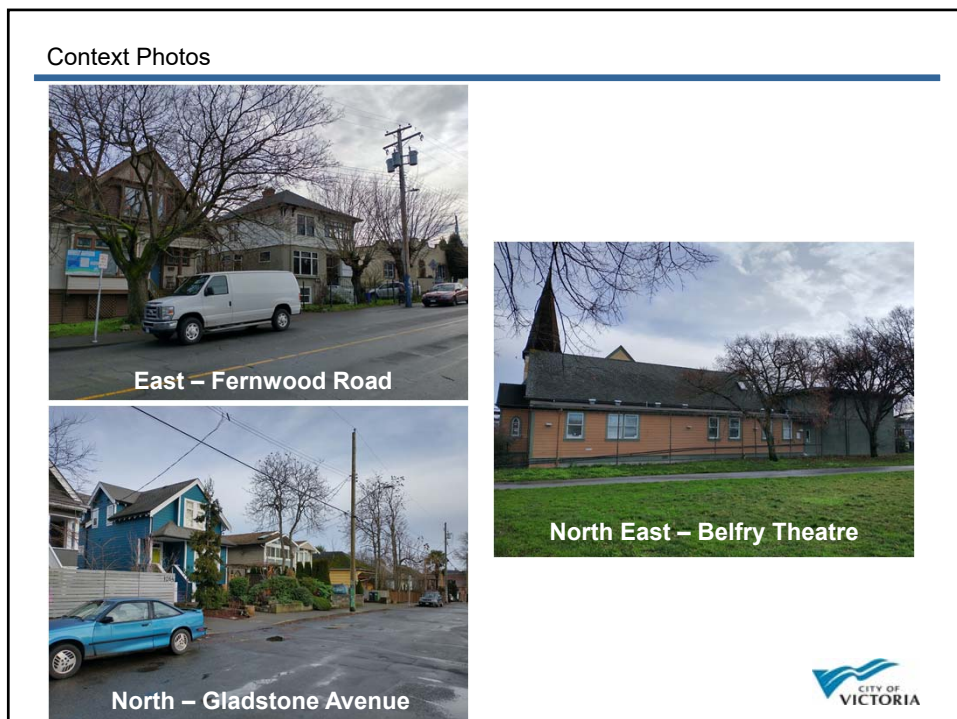 Context Photos
East – Fernwood Road
North East – Belfry Theatre
North – Gladstone Avenue
CITY OF
VICTORIA